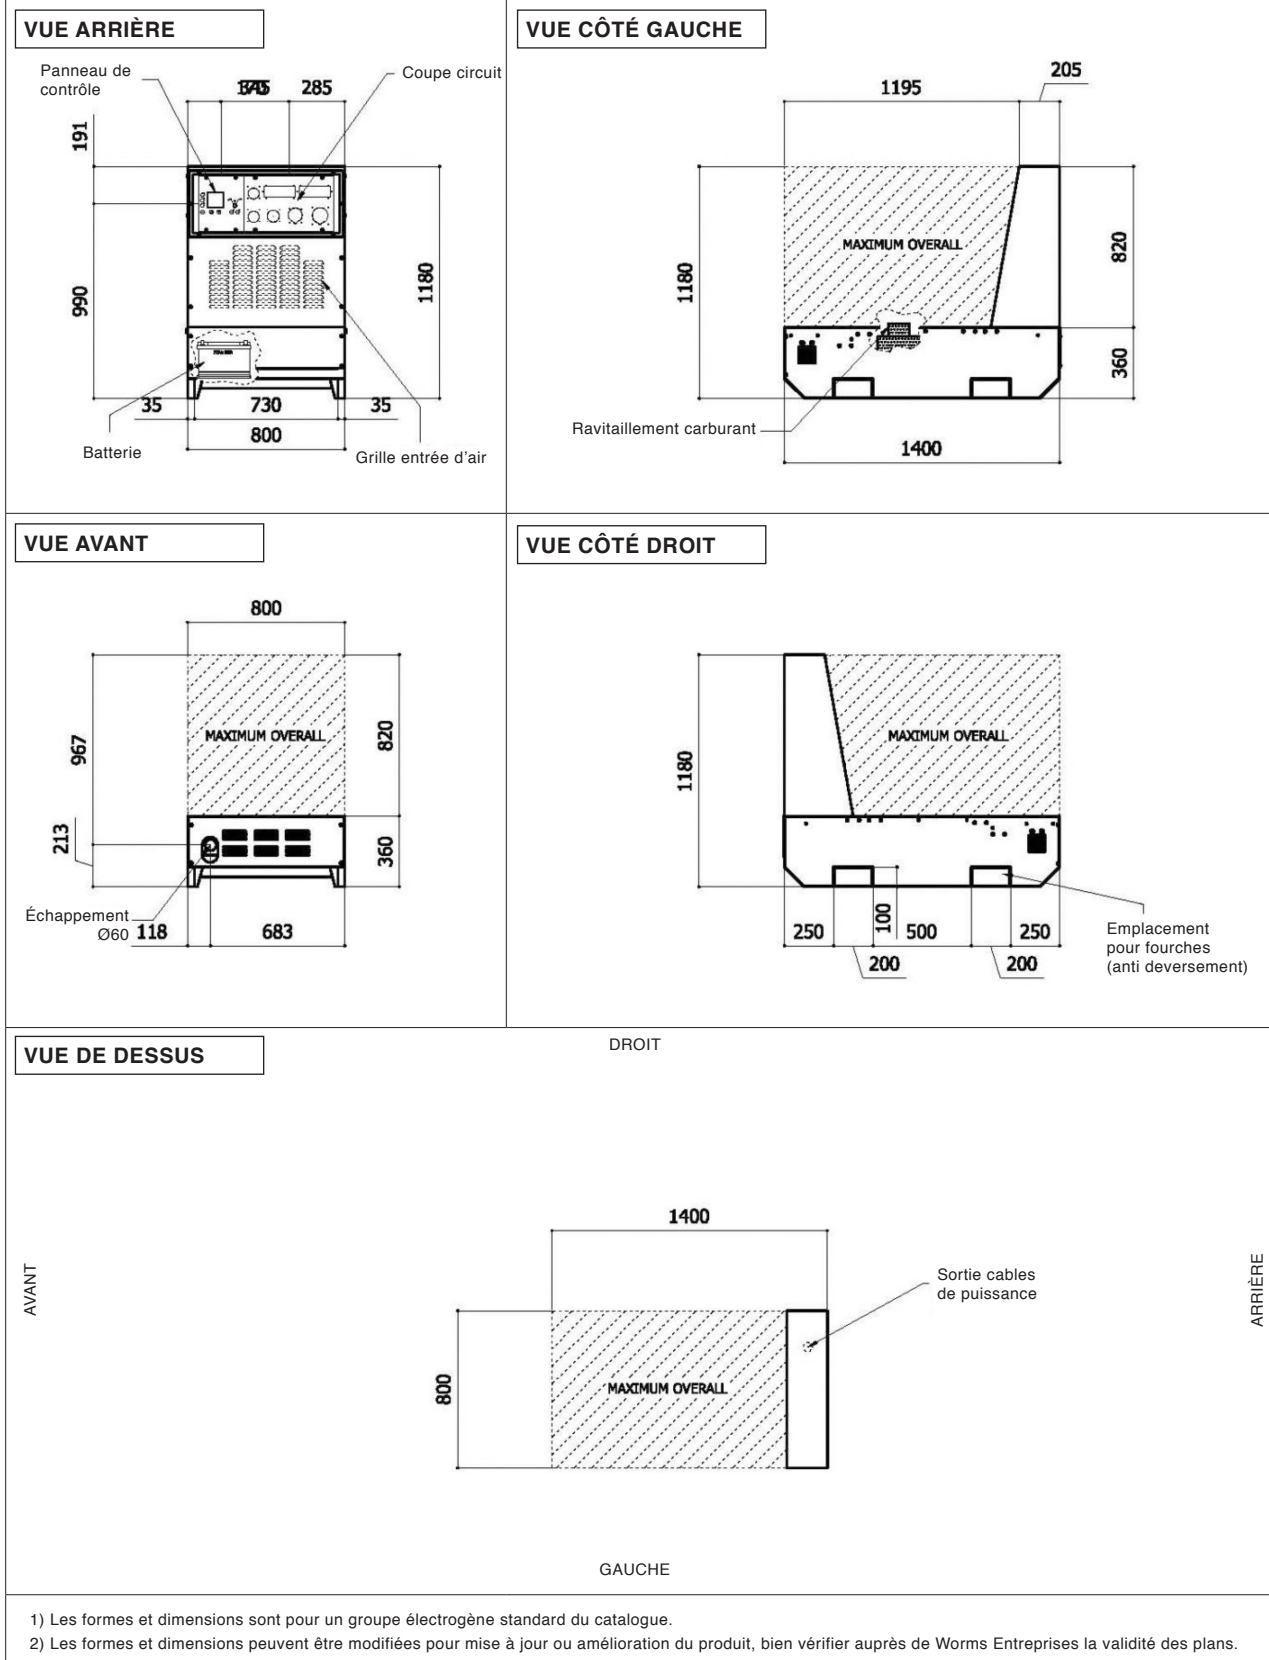 VUE ARRIÈRE
Panneau de
contrôle
Coupe circuit
285
191
990
1180
35
730
35
800
Batterie
Grille entrée d'air
VUE CÔTÉ GAUCHE
205
1195
MAXIMUM OVERALL
1180
820
360
Ravitaillement carburant
1400
VUE AVANT
800
967
MAXIMUM OVERALL
820
213
360
Échappement
Ø60
118
683
VUE CÔTÉ DROIT
MAXIMUM OVERALL
1180
100
250
500
250
200
200
Emplacement
pour fourches
(anti deversement)
VUE DE DESSUS
DROIT
1400
AVANT
ARRIÈRE
Sortie cables
de puissance
800
MAXIMUM OVERALL
GAUCHE
1) Les formes et dimensions sont pour un groupe électrogène standard du catalogue.
2) Les formes et dimensions peuvent être modifiées pour mise à jour ou amélioration du produit, bien vérifier auprès de Worms Entreprises la validité des plans.